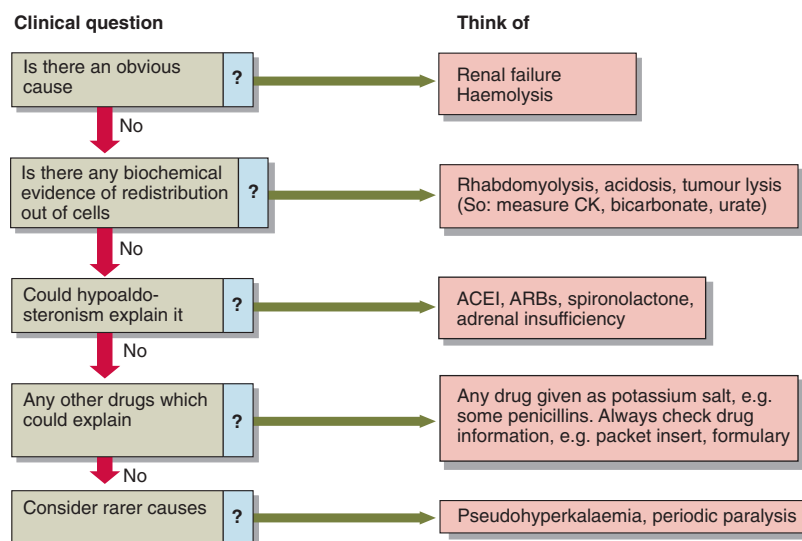 Clinical question
Think of
Is there an obvious
cause
?
Renal failure
Haemolysis
No
Is there any biochemical
evidence of redistribution
out of cells
?
Rhabdomyolysis, acidosis, tumour lysis
(So: measure CK, bicarbonate, urate)
No
Could hypoaldo-
steronism explain it
?
ACEI, ARBs, spironolactone,
adrenal insufficiency
No
Any other drugs which
could explain
?
Any drug given as potassium salt, e.g.
some penicillins. Always check drug
information, e.g. packet insert, formulary
No
Consider rarer causes
?
Pseudohyperkalaemia, periodic paralysis